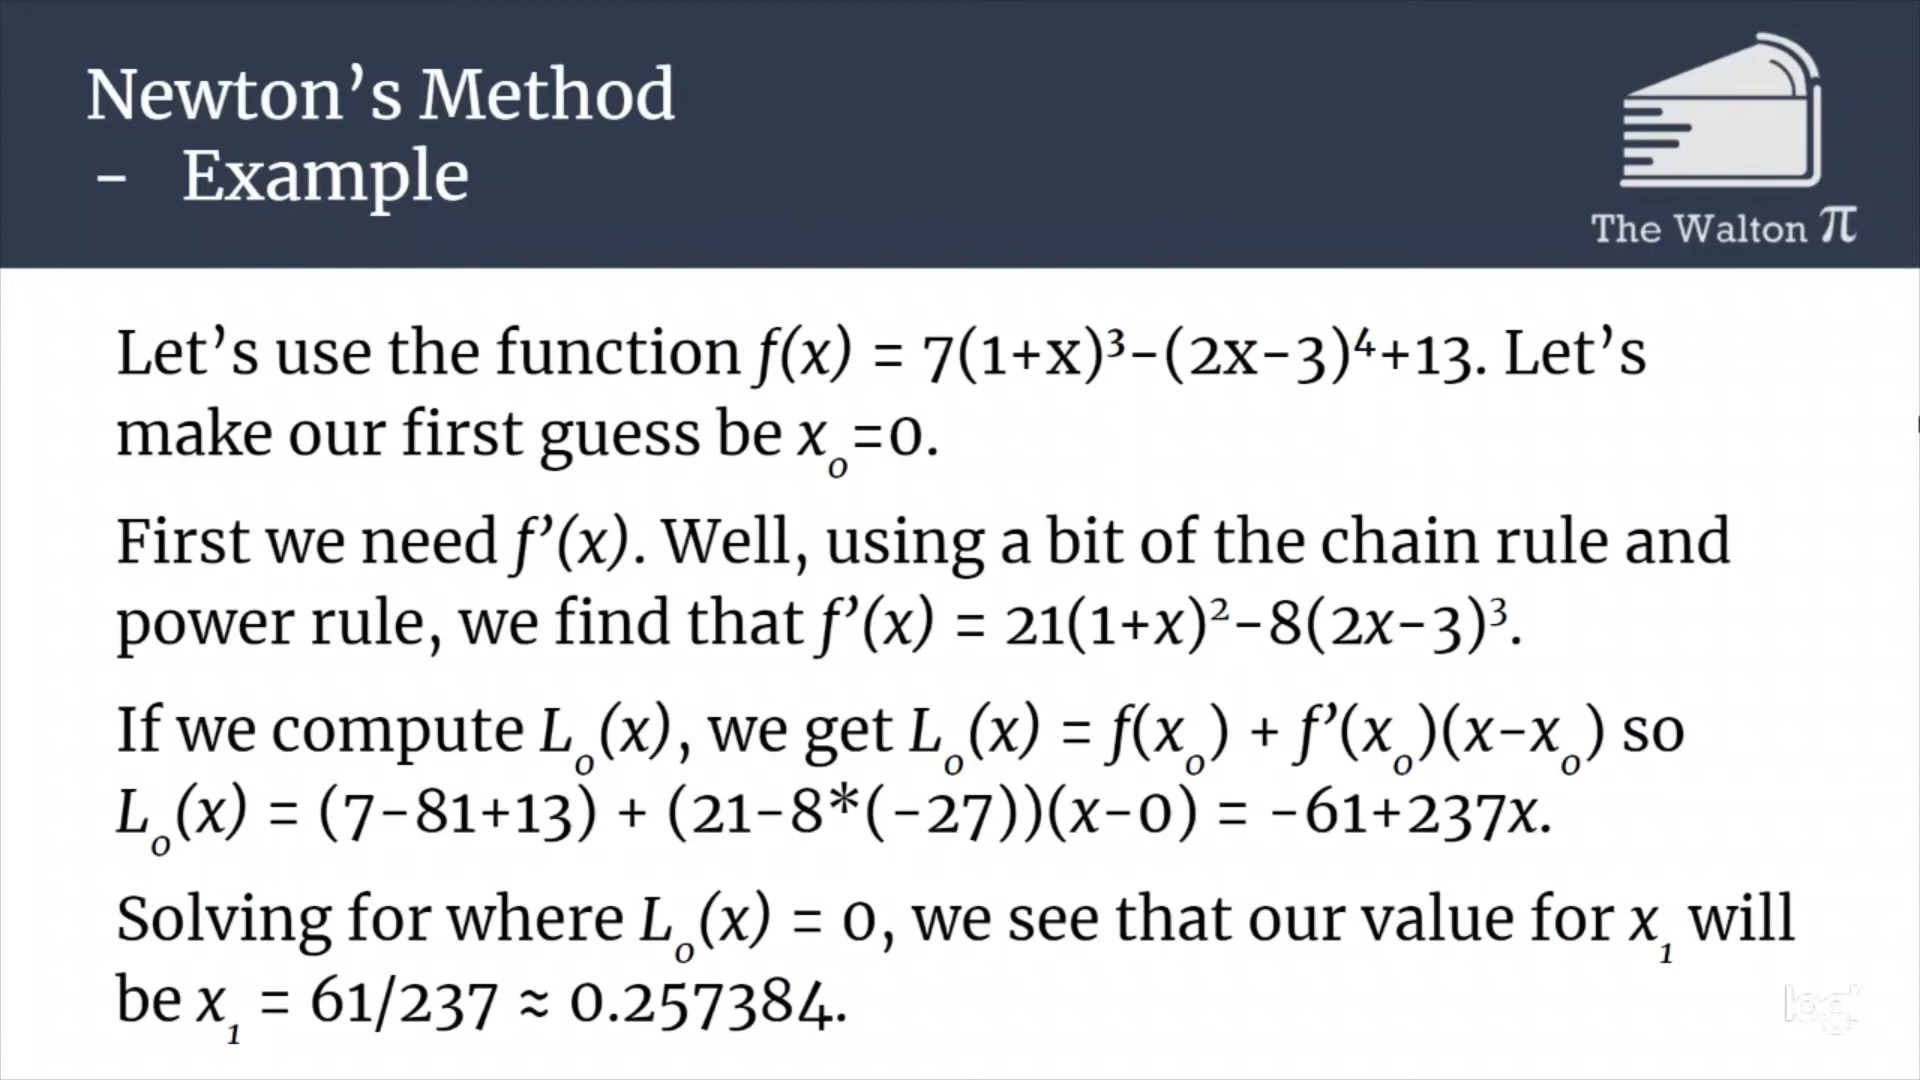 Newton’s Method
- Example
The Walton π
Let’s use the function f(x) = 7(1+x)³-(2x-3)⁴+13. Let’s
make our first guess be x₀=0.
First we need f’(x). Well, using a bit of the chain rule and
power rule, we find that f’(x) = 21(1+x)²-8(2x-3)³.
If we compute L₀(x), we get L₀(x) = f(x₀) + f’(x₀)(x-x₀) so
L₀(x) = (7-81+13) + (21-8*(-27))(x-0) = -61+237x.
Solving for where L₀(x) = 0, we see that our value for x₁ will
be x₁ = 61/237 ≈ 0.257384.
logi